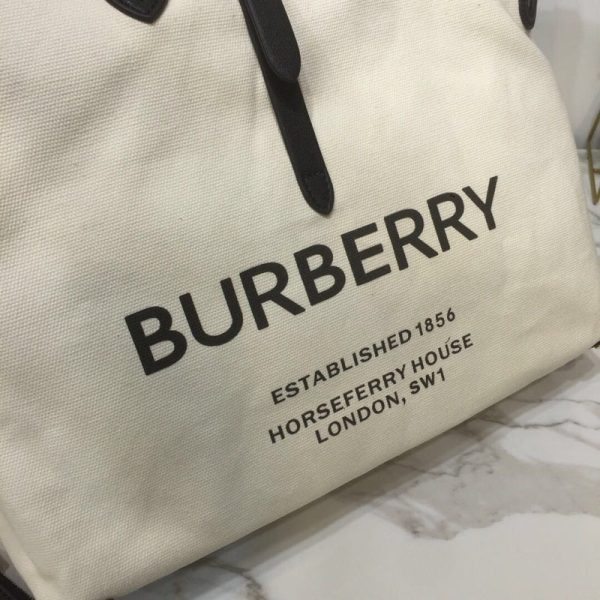 BURBERRY
ESTABLISHED 1856
HORSEFERRY HOUSE
LONDON, SW1